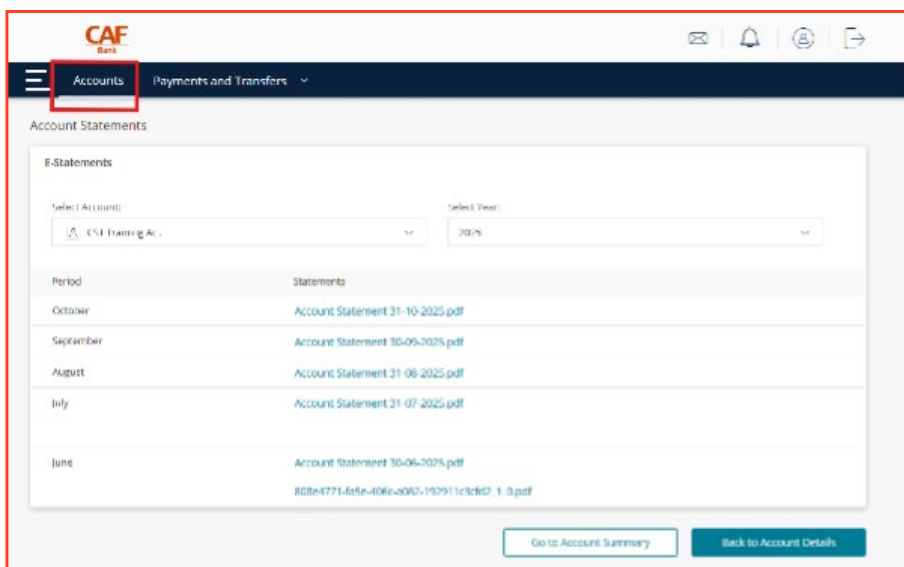 CAF
Bank
Accounts Payments and Transfers
Account Statements
E-Statements
Select Account: Select Year:
CST Training Ac. 2025
Period Statements
October Account Statement 31-10-2025.pdf
September Account Statement 30-09-2025.pdf
August Account Statement 31-08-2025.pdf
July Account Statement 31-07-2025.pdf
June Account Statement 30-06-2025.pdf
Go to Account Summary Back to Account Details